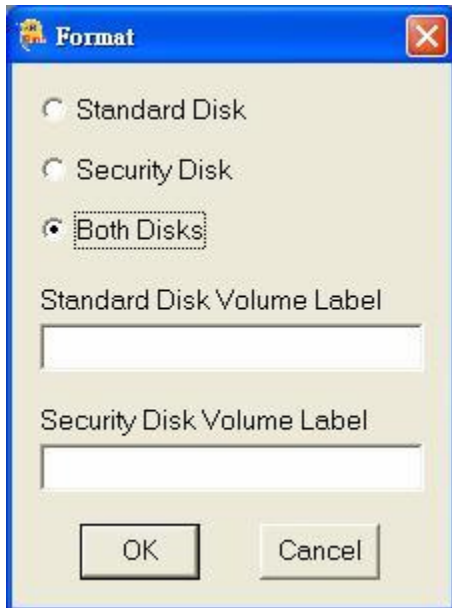 Format
Standard Disk
Security Disk
Both Disks
Standard Disk Volume Label
Security Disk Volume Label
OK Cancel